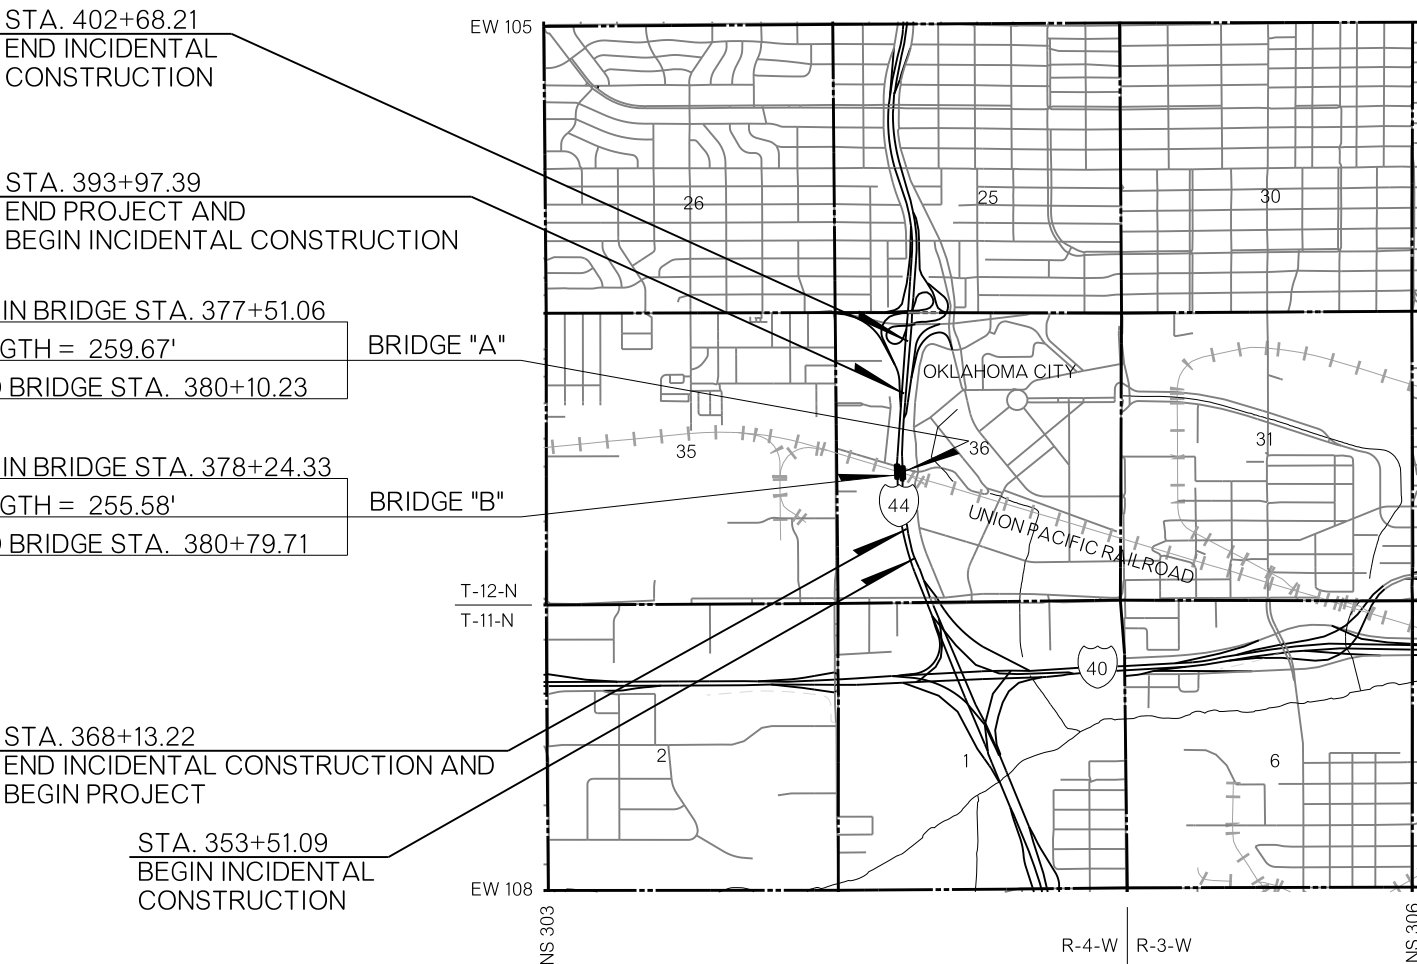 STA. 402+68.21
END INCIDENTAL
CONSTRUCTION
STA. 393+97.39
END PROJECT AND
BEGIN INCIDENTAL CONSTRUCTION
IN BRIDGE STA. 377+51.06
GTH = 259.67'
BRIDGE STA. 380+10.23
BRIDGE "A"
IN BRIDGE STA. 378+24.33
GTH = 255.58'
BRIDGE STA. 380+79.71
BRIDGE "B"
T-12-N
T-11-N
STA. 368+13.22
END INCIDENTAL CONSTRUCTION AND
BEGIN PROJECT
STA. 353+51.09
BEGIN INCIDENTAL
CONSTRUCTION
EW 105
26
25
30
OKLAHOMA CITY
35
36
31
44
UNION PACIFIC RAILROAD
40
2
1
6
EW 108
NS 303
R-4-W
R-3-W
NS 306